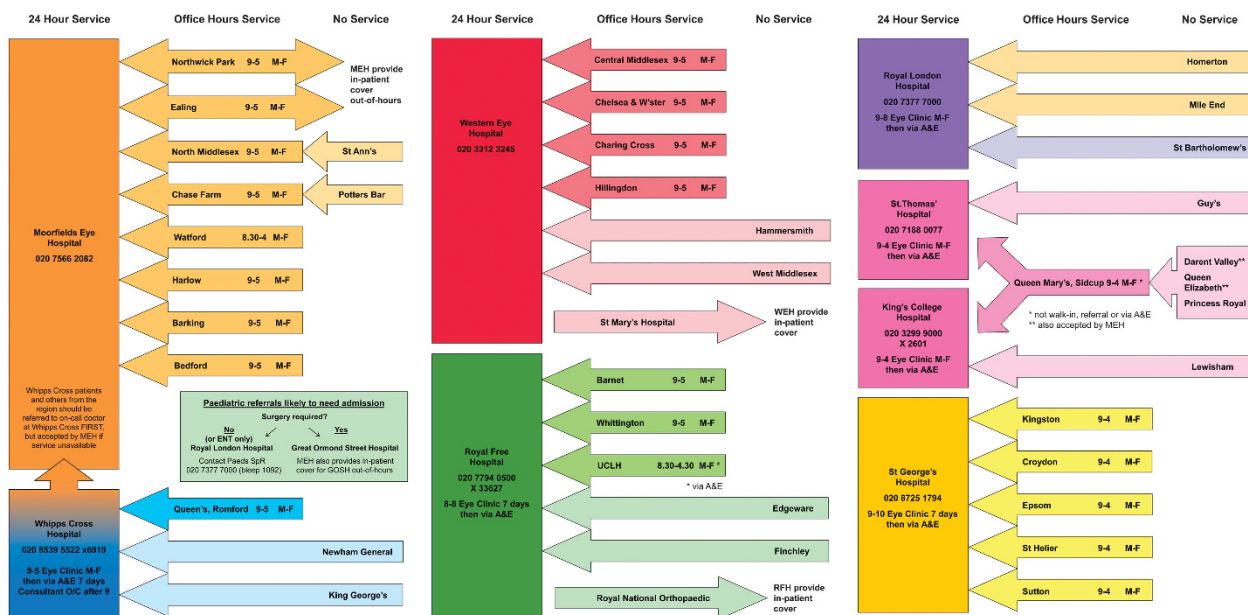 24 Hour Service
Office Hours Service
No Service
Moorfields Eye
Hospital
020 7566 2082
Whipps Cross patients
and others from the
region should be
referred to on-call doctor
at Whipps Cross FIRST,
but accepted by MEH if
service unavailable
Northwick Park 9-5 M-F
Ealing 9-5 M-F
MEH provide
in-patient
cover
out-of-hours
North Middlesex 9-5 M-F
St Ann's
Chase Farm 9-5 M-F
Potters Bar
Watford 8.30-4 M-F
Harlow 9-5 M-F
Barking 9-5 M-F
Bedford 9-5 M-F
Paediatric referrals likely to need admission
Surgery required?
No
(or ENT only)
Royal London Hospital
Contact Paeds SpR
020 7377 7000 (bleep 1092)
Yes
Great Ormond Street Hospital
MEH also provides in-patient
cover for GOSH out-of-hours
Whipps Cross
Hospital
020 8539 5522 x6919
9-5 Eye Clinic M-F
then via A&E 7 days
Consultant O/C after 9
Queen's, Romford 9-5 M-F
Newham General
King George's
24 Hour Service
Office Hours Service
No Service
Western Eye
Hospital
020 3312 3245
Central Middlesex 9-5 M-F
Chelsea & W'ster 9-5 M-F
Charing Cross 9-5 M-F
Hillingdon 9-5 M-F
Hammersmith
West Middlesex
St Mary's Hospital
WEH provide
in-patient
cover
Royal Free
Hospital
020 7794 0500
X 33627
8-8 Eye Clinic 7 days
then via A&E
Barnet 9-5 M-F
Whittington 9-5 M-F
UCLH 8.30-4.30 M-F *
* via A&E
Edgeware
Finchley
Royal National Orthopaedic
RFH provide
in-patient
cover
24 Hour Service
Office Hours Service
No Service
Royal London
Hospital
020 7377 7000
9-8 Eye Clinic M-F
then via A&E
Homerton
Mile End
St Bartholomew's
St.Thomas'
Hospital
020 7188 0077
9-4 Eye Clinic M-F
then via A&E
Guy's
Queen Mary's, Sidcup 9-4 M-F *
Darent Valley**
Queen
Elizabeth**
Princess Royal
* not walk-in, referral or via A&E
** also accepted by MEH
King's College
Hospital
020 3299 9000
X 2601
9-4 Eye Clinic M-F
then via A&E
Lewisham
St George's
Hospital
020 8725 1794
9-10 Eye Clinic 7 days
then via A&E
Kingston 9-4 M-F
Croydon 9-4 M-F
Epsom 9-4 M-F
St Helier 9-4 M-F
Sutton 9-4 M-F